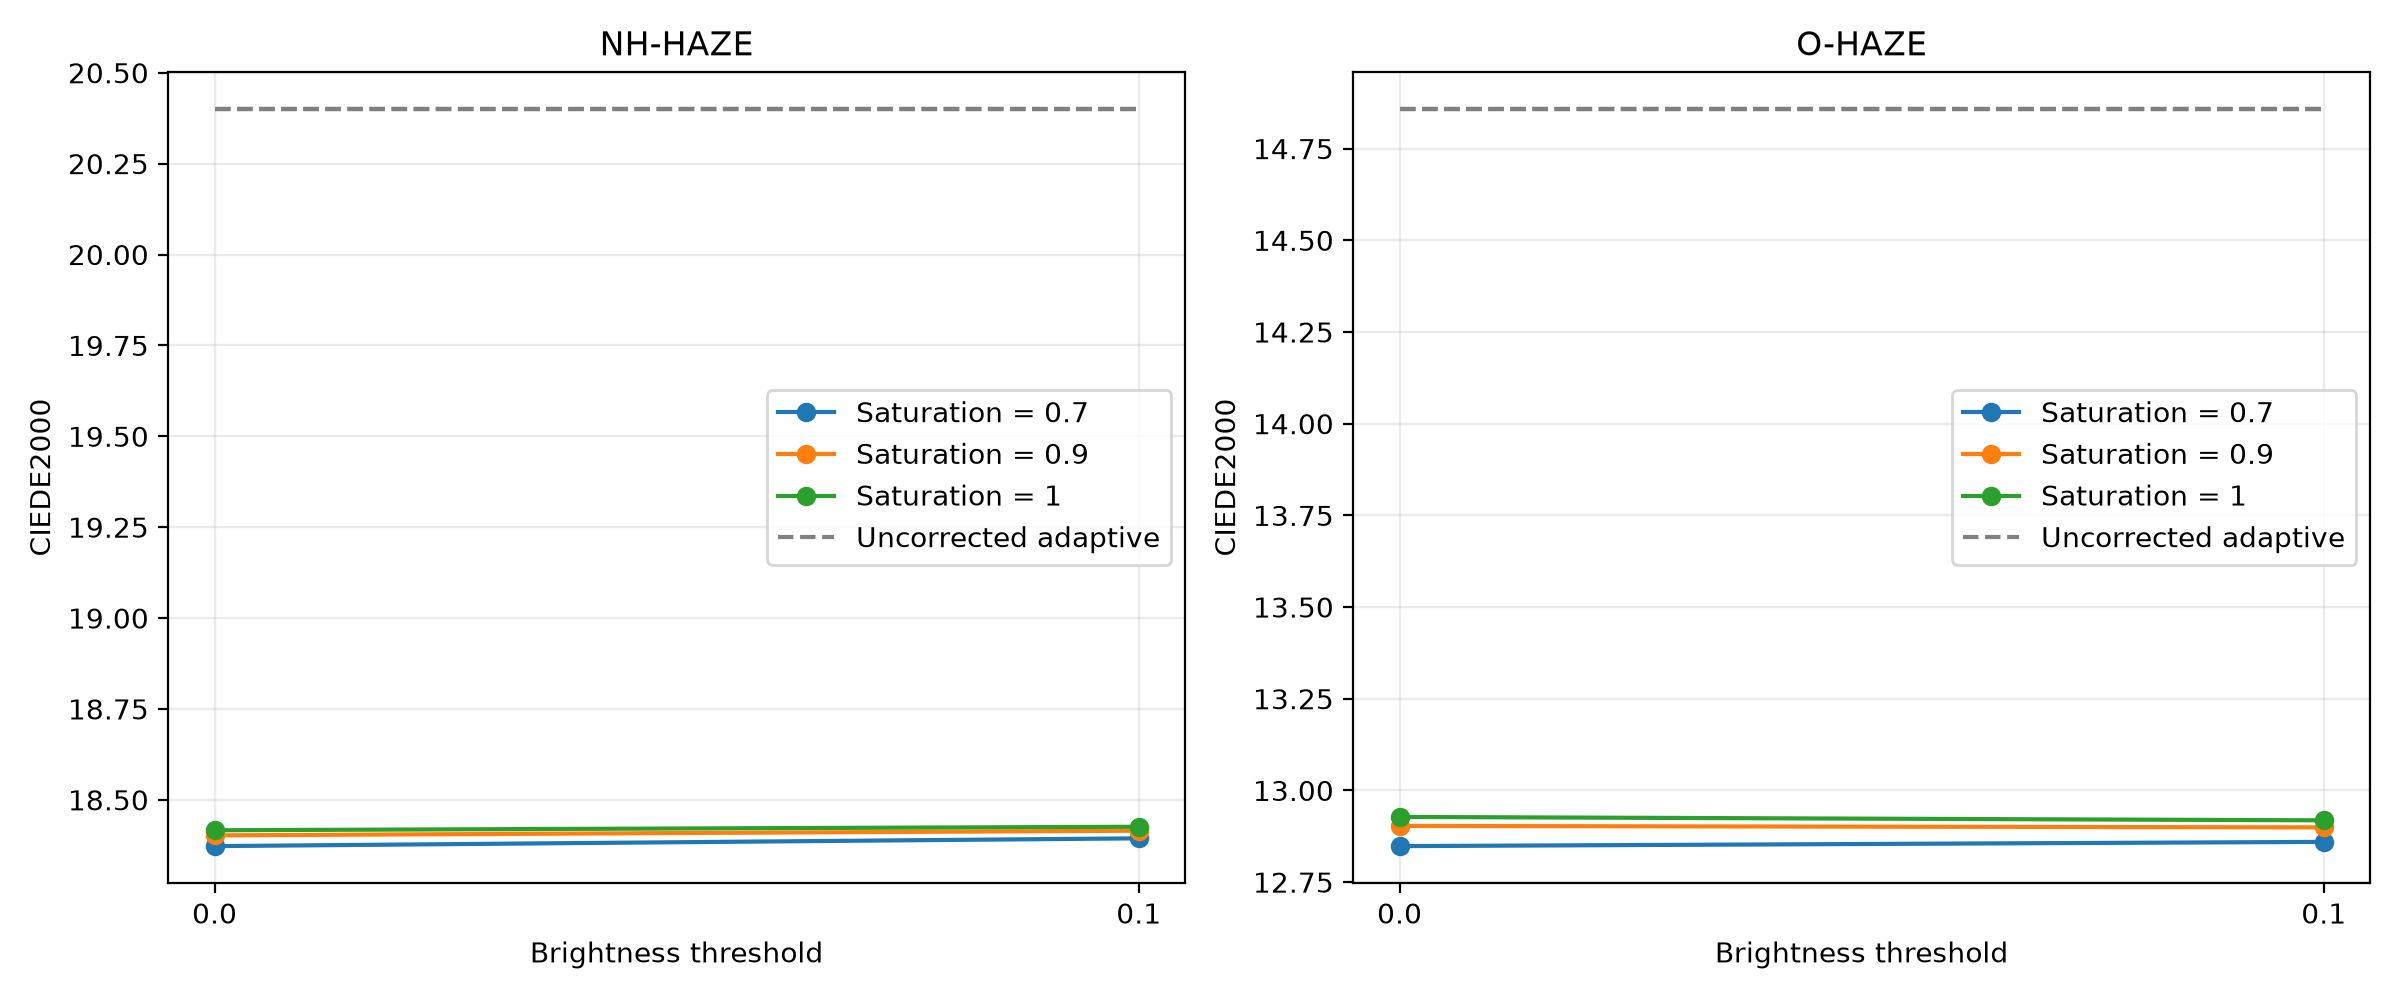 NH-HAZE
20.50
20.25
20.00
19.75
19.50
19.25
19.00
18.75
18.50
CIEDE2000
Saturation = 0.7
Saturation = 0.9
Saturation = 1
Uncorrected adaptive
0.0
0.1
Brightness threshold
O-HAZE
14.75
14.50
14.25
14.00
13.75
13.50
13.25
13.00
12.75
CIEDE2000
Saturation = 0.7
Saturation = 0.9
Saturation = 1
Uncorrected adaptive
0.0
0.1
Brightness threshold